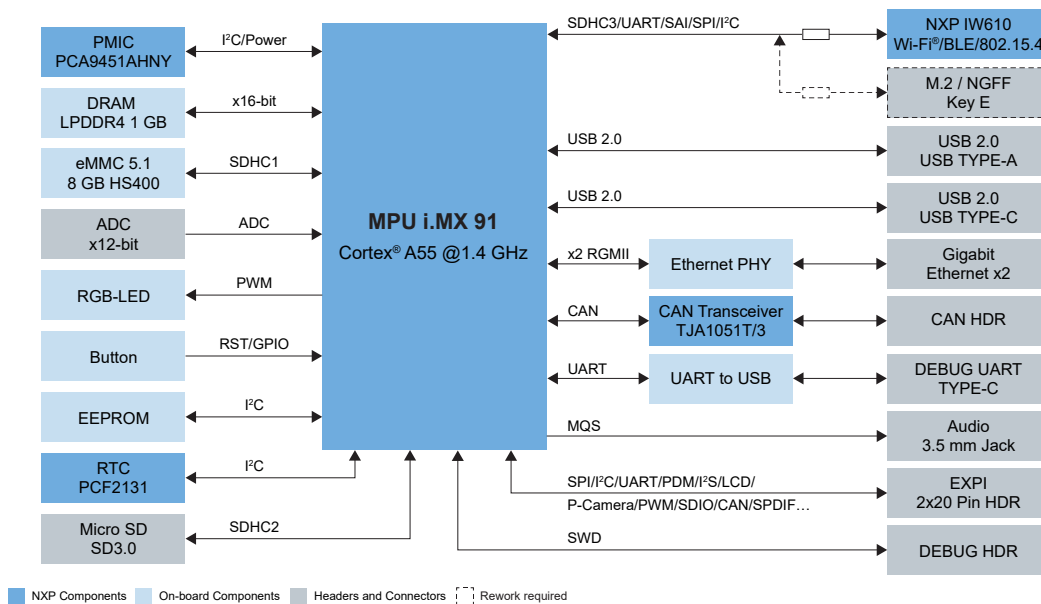 PMIC
PCA9451AHNY
I²C/Power
DRAM
LPDDR4 1 GB
x16-bit
eMMC 5.1
8 GB HS400
SDHC1
ADC
x12-bit
ADC
RGB-LED
PWM
Button
RST/GPIO
EEPROM
I²C
RTC
PCF2131
I²C
Micro SD
SD3.0
SDHC2
MPU i.MX 91
Cortex® A55 @1.4 GHz
SDHC3/UART/SAI/SPI/I²C
NXP IW610
Wi-Fi®/BLE/802.15.4
M.2 / NGFF
Key E
USB 2.0
USB 2.0
USB TYPE-A
USB 2.0
USB 2.0
USB TYPE-C
x2 RGMII
Ethernet PHY
Gigabit
Ethernet x2
CAN
CAN Transceiver
TJA1051T/3
CAN HDR
UART
UART to USB
DEBUG UART
TYPE-C
MQS
Audio
3.5 mm Jack
SPI/I²C/UART/PDM/I²S/LCD/
P-Camera/PWM/SDIO/CAN/SPDIF…
EXPI
2x20 Pin HDR
SWD
DEBUG HDR
NXP Components
On-board Components
Headers and Connectors
Rework required